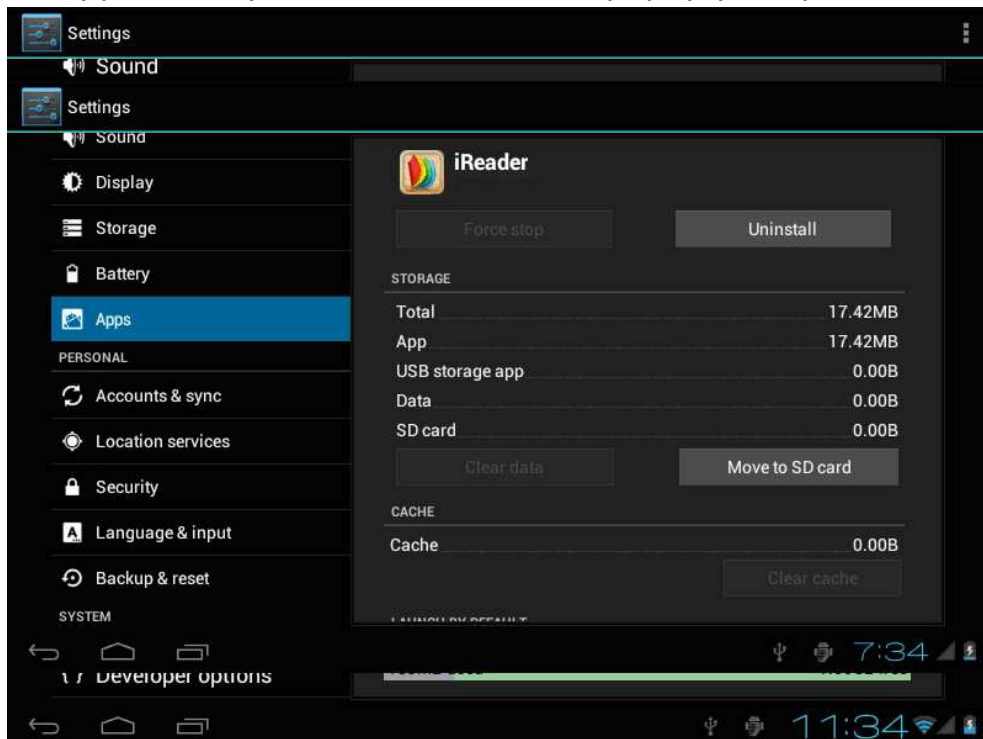 Settings
Sound
Settings
Sound
Display
Storage
Battery
Apps
PERSONAL
Accounts & sync
Location services
Security
Language & input
Backup & reset
SYSTEM
iReader
Force stop Uninstall
STORAGE
Total 17.42MB
App 17.42MB
USB storage app 0.00B
Data 0.00B
SD card 0.00B
Clear data Move to SD card
CACHE
Cache 0.00B
Clear cache
LAUNCH BY DEFAULT
7:34
Developer options
11:34